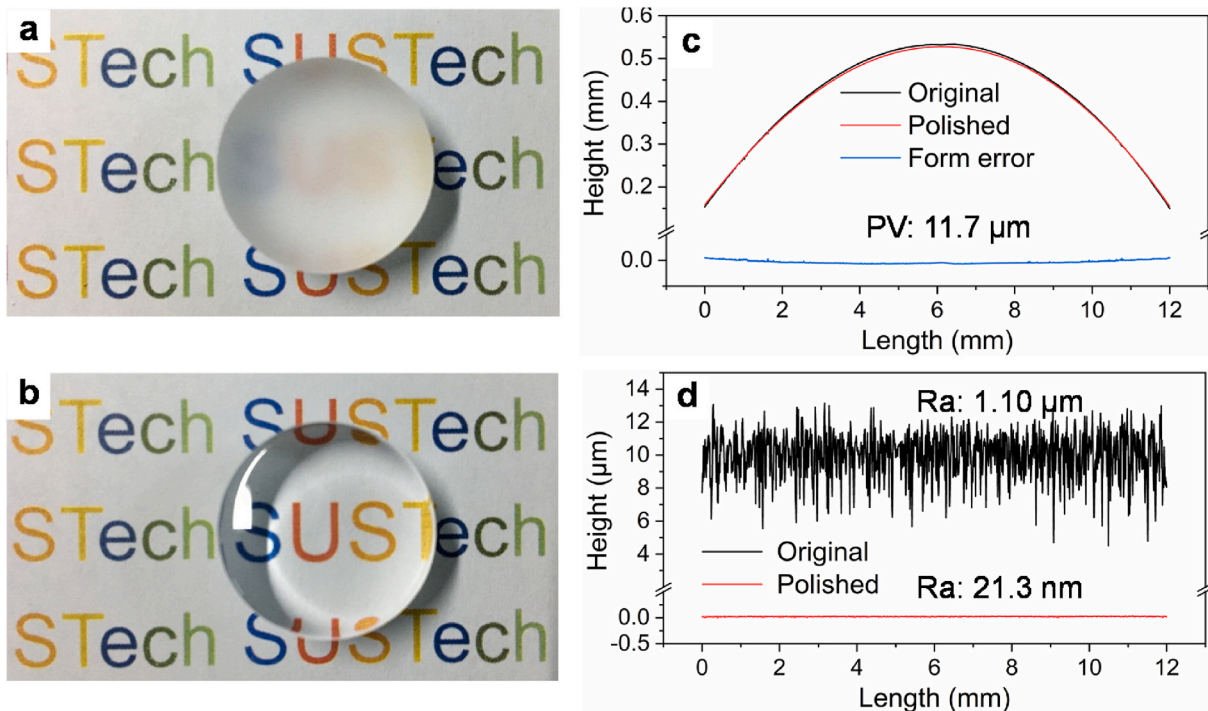 a
STech SUSTech
STech USTech
STech SUSTech
b
STech SUSTech
STech SUSTech
STech SUSTech
c
Height (mm)
0.6
0.5
0.4
0.3
0.2
0.0
Original
Polished
Form error
PV: 11.7 µm
0 2 4 6 8 10 12
Length (mm)
d
Height (µm)
14
12
10
8
6
4
0.0
-0.5
Ra: 1.10 µm
Original
Polished
Ra: 21.3 nm
0 2 4 6 8 10 12
Length (mm)